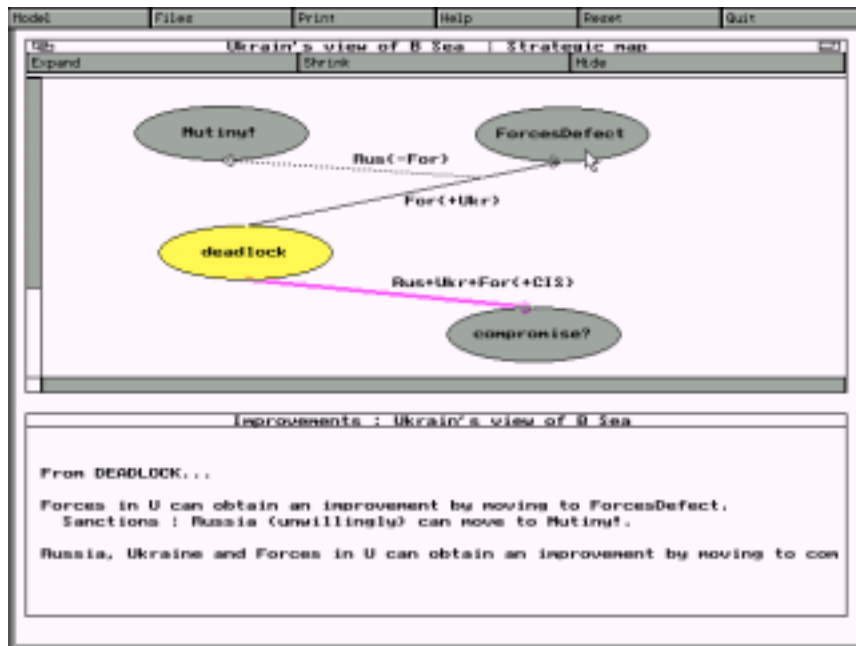 Model Files Print Help Reset Quit
Ukrain's view of B Sea : Strategic map
Expand Shrink Hide
Mutiny! ForcesDefect
Rus(-For)
For(+Ukr)
deadlock
Rus+Ukr+For(+CIS)
compromise?
Improvements : Ukrain's view of B Sea
From DEADLOCK...
Forces in U can obtain an improvement by moving to ForcesDefect.
Sanctions : Russia (unwillingly) can move to Mutiny!.
Russia, Ukraine and Forces in U can obtain an improvement by moving to com